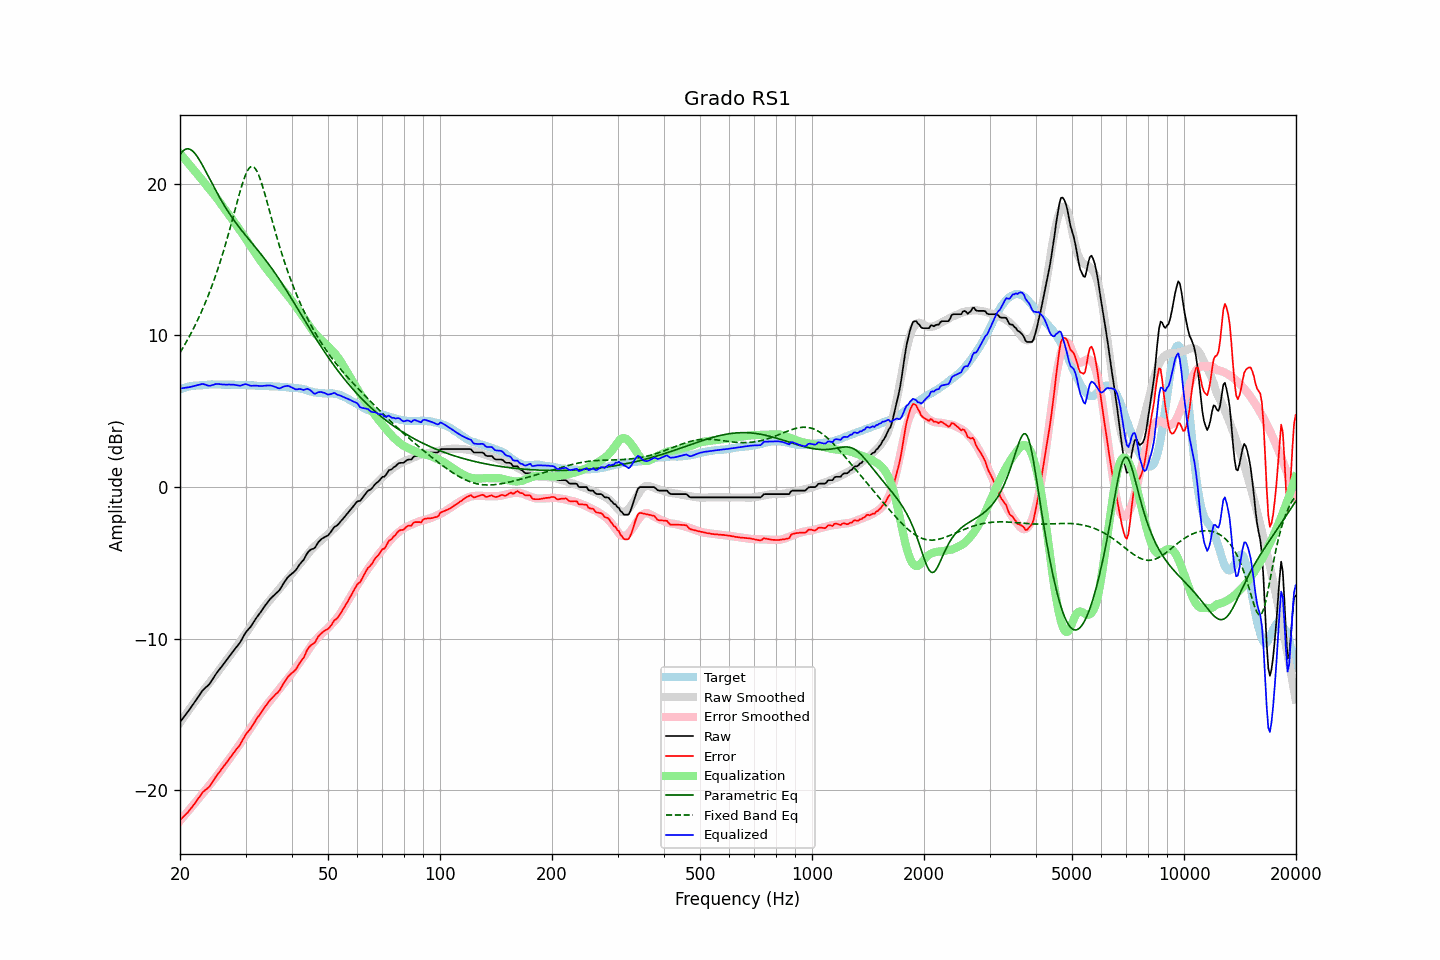 Grado RS1
Amplitude (dBr)
20
10
0
−10
−20
Target
Raw Smoothed
Error Smoothed
Raw
Error
Equalization
Parametric Eq
Fixed Band Eq
Equalized
20 50 100 200 500 1000 2000 5000 10000 20000
Frequency (Hz)